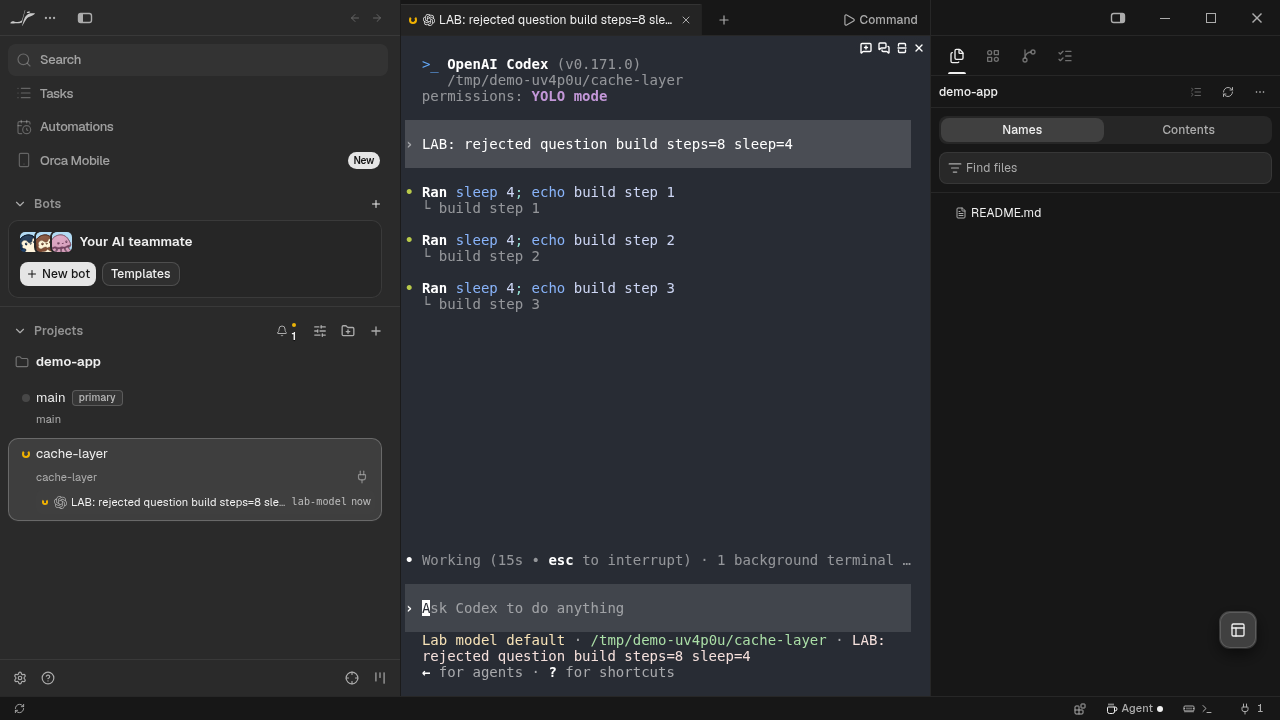 LAB: rejected question build steps=8 sle…
Command
Search
Tasks
Automations
Orca Mobile
New
Bots
Your AI teammate
New bot
Templates
Projects
1
demo-app
main
primary
main
cache-layer
cache-layer
LAB: rejected question build steps=8 sle… lab-model now
>_ OpenAI Codex (v0.171.0)
/tmp/demo-uv4p0u/cache-layer
permissions: YOLO mode
› LAB: rejected question build steps=8 sleep=4
• Ran sleep 4; echo build step 1
└ build step 1
• Ran sleep 4; echo build step 2
└ build step 2
• Ran sleep 4; echo build step 3
└ build step 3
• Working (15s • esc to interrupt) · 1 background terminal …
› Ask Codex to do anything
Lab model default · /tmp/demo-uv4p0u/cache-layer · LAB:
rejected question build steps=8 sleep=4
← for agents · ? for shortcuts
demo-app
Names
Contents
Find files
README.md
Agent
1